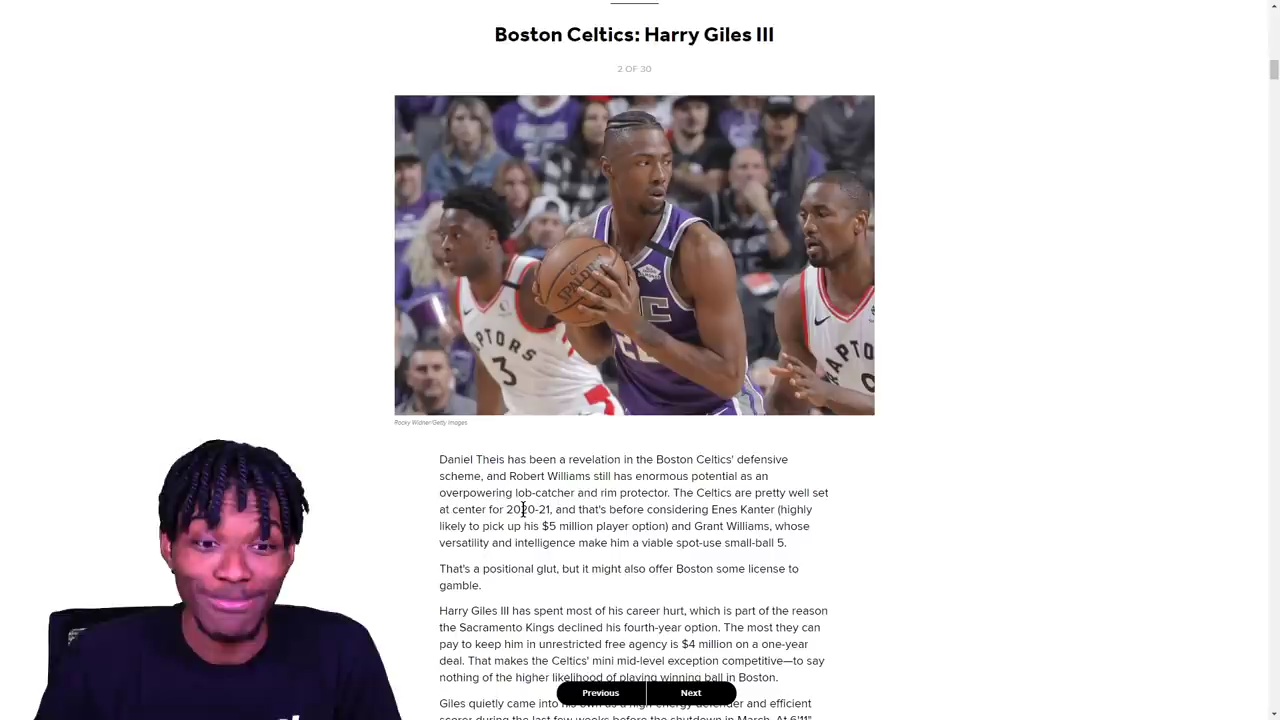 Boston Celtics: Harry Giles III
2 OF 30
SPALDING
RAPTORS
3
Rocky Widner/Getty Images
Daniel Theis has been a revelation in the Boston Celtics' defensive
scheme, and Robert Williams still has enormous potential as an
overpowering lob-catcher and rim protector. The Celtics are pretty well set
at center for 2020-21, and that's before considering Enes Kanter (highly
likely to pick up his $5 million player option) and Grant Williams, whose
versatility and intelligence make him a viable spot-use small-ball 5.
That's a positional glut, but it might also offer Boston some license to
gamble.
Harry Giles III has spent most of his career hurt, which is part of the reason
the Sacramento Kings declined his fourth-year option. The most they can
pay to keep him in unrestricted free agency is $4 million on a one-year
deal. That makes the Celtics' mini mid-level exception competitive—to say
nothing of the higher likelihood of playing winning ball in Boston.
Previous
Next
Giles quietly came into his own as a high-energy defender and efficient
scorer during the last few weeks before the shutdown in March. At 6'11"